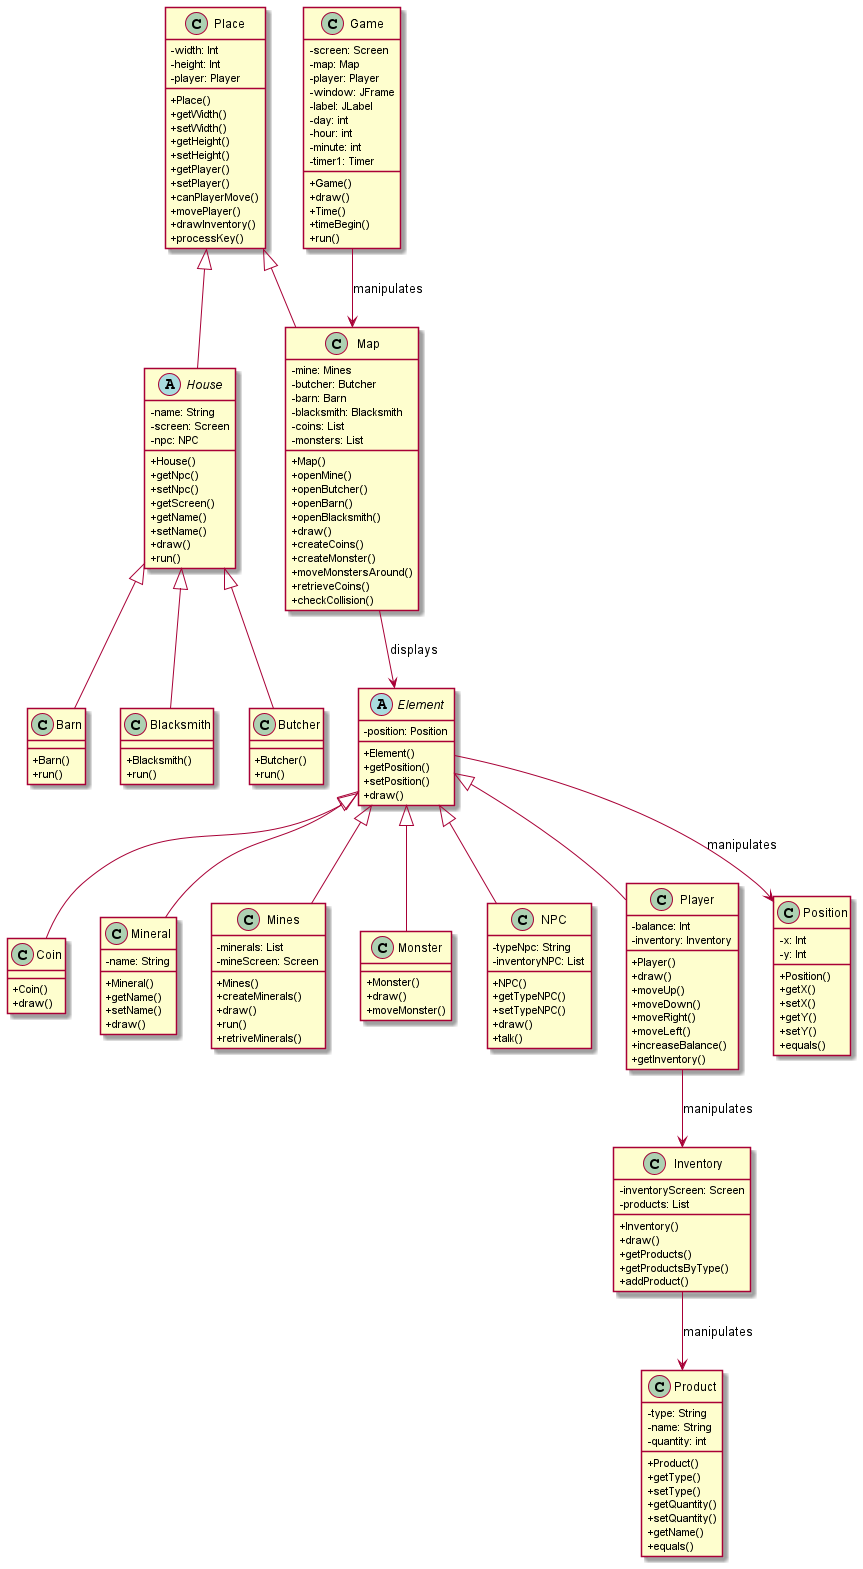 C Place
-width: Int
-height: Int
-player: Player
+Place()
+getWidth()
+setWidth()
+getHeight()
+setHeight()
+getPlayer()
+setPlayer()
+canPlayerMove()
+movePlayer()
+drawInventory()
+processKey()
C Game
-screen: Screen
-map: Map
-player: Player
-window: JFrame
-label: JLabel
-day: int
-hour: int
-minute: int
-timer1: Timer
+Game()
+draw()
+Time()
+timeBegin()
+run()
manipulates
A House
-name: String
-screen: Screen
-npc: NPC
+House()
+getNpc()
+setNpc()
+getScreen()
+getName()
+setName()
+draw()
+run()
C Map
-mine: Mines
-butcher: Butcher
-barn: Barn
-blacksmith: Blacksmith
-coins: List
-monsters: List
+Map()
+openMine()
+openButcher()
+openBarn()
+openBlacksmith()
+draw()
+createCoins()
+createMonster()
+moveMonstersAround()
+retrieveCoins()
+checkCollision()
displays
C Barn
+Barn()
+run()
C Blacksmith
+Blacksmith()
+run()
C Butcher
+Butcher()
+run()
A Element
-position: Position
+Element()
+getPosition()
+setPosition()
+draw()
manipulates
C Coin
+Coin()
+draw()
C Mineral
-name: String
+Mineral()
+getName()
+setName()
+draw()
C Mines
-minerals: List
-mineScreen: Screen
+Mines()
+createMinerals()
+draw()
+run()
+retriveMinerals()
C Monster
+Monster()
+draw()
+moveMonster()
C NPC
-typeNpc: String
-inventoryNPC: List
+NPC()
+getTypeNPC()
+setTypeNPC()
+draw()
+talk()
C Player
-balance: Int
-inventory: Inventory
+Player()
+draw()
+moveUp()
+moveDown()
+moveRight()
+moveLeft()
+increaseBalance()
+getInventory()
C Position
-x: Int
-y: Int
+Position()
+getX()
+setX()
+getY()
+setY()
+equals()
manipulates
C Inventory
-inventoryScreen: Screen
-products: List
+Inventory()
+draw()
+getProducts()
+getProductsByType()
+addProduct()
manipulates
C Product
-type: String
-name: String
-quantity: int
+Product()
+getType()
+setType()
+getQuantity()
+setQuantity()
+getName()
+equals()